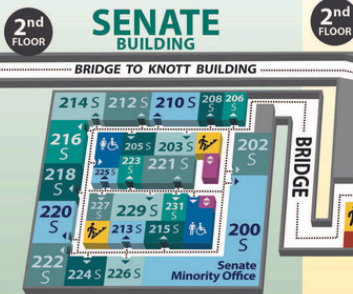 2nd
FLOOR
SENATE
BUILDING
2nd
FLOOR
BRIDGE TO KNOTT BUILDING
214 S
212 S
210 S
208
S
206
S
216
S
205 S
203 S
202
S
BRIDGE
218
S
225 S
223
S
221 S
220
S
227
S
229 S
231
S
213 S
215 S
200
S
222
S
224 S
226 S
Senate
Minority Office